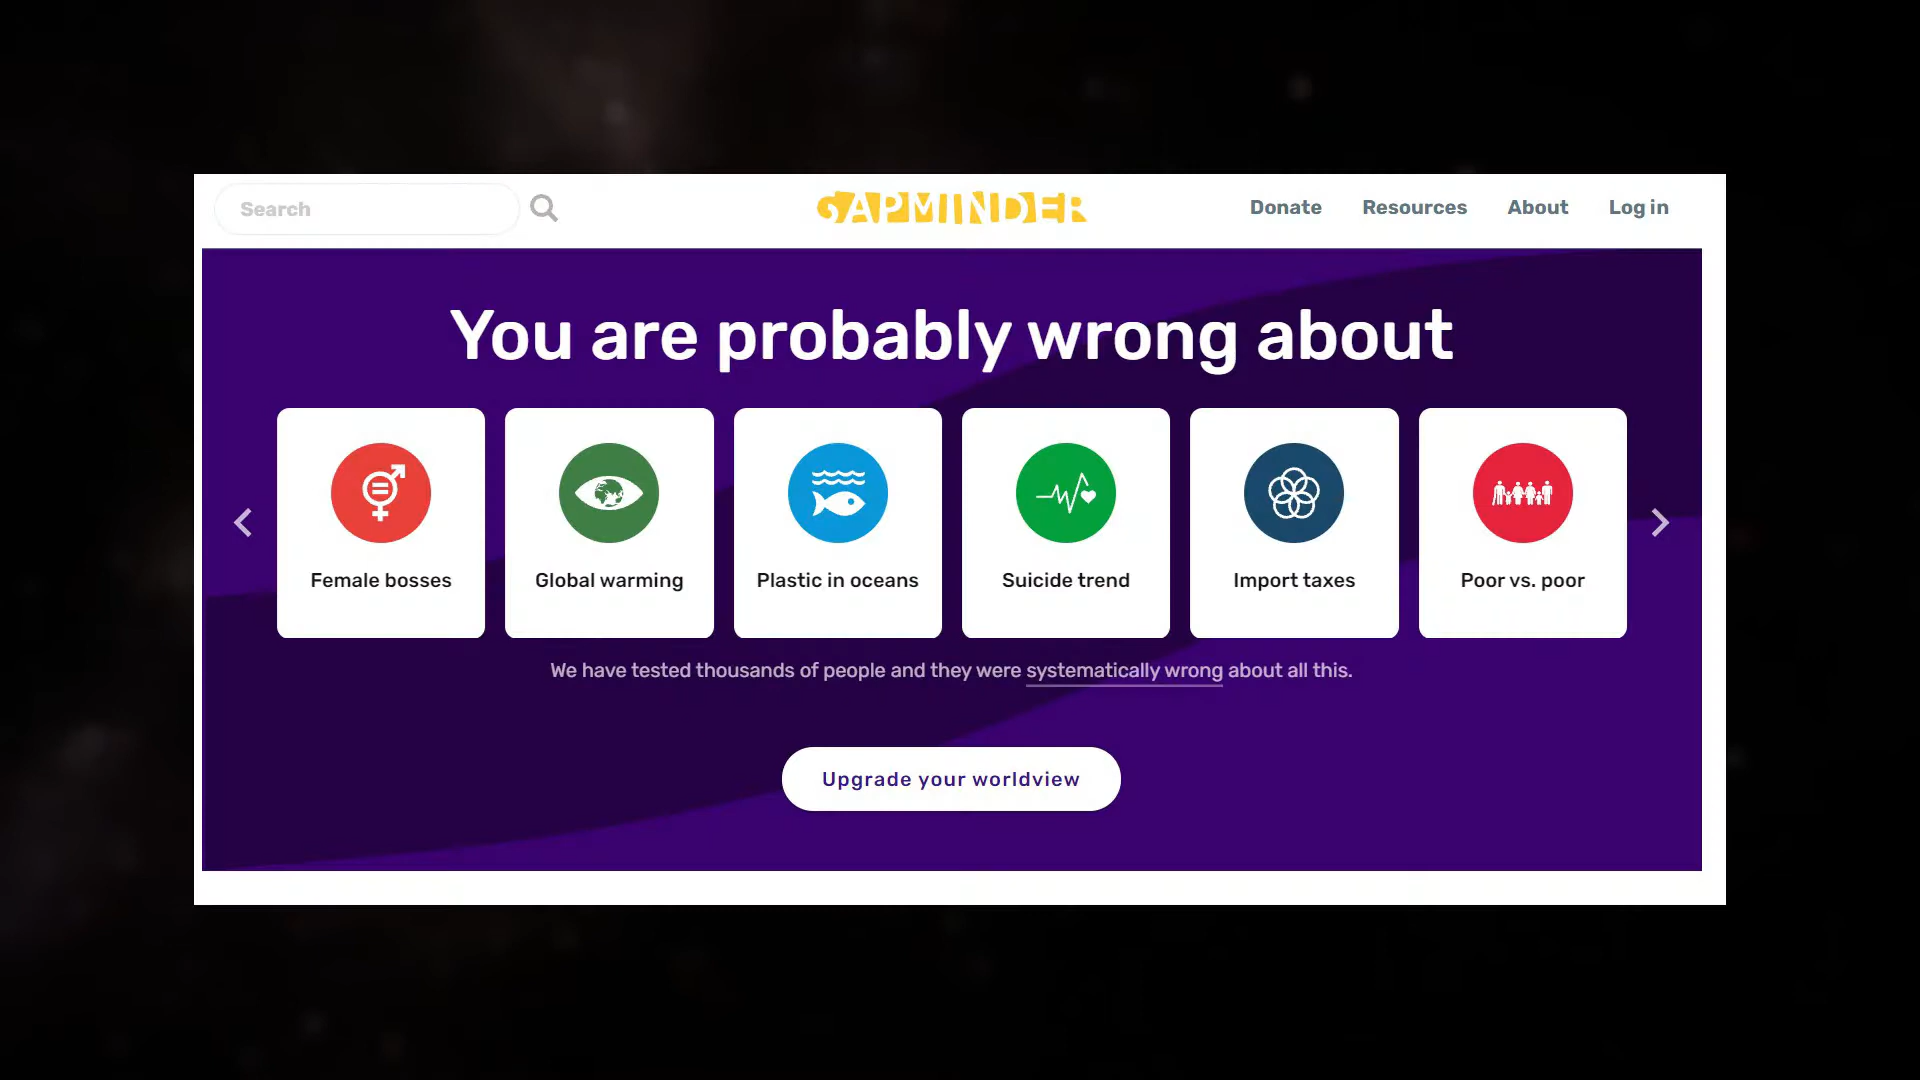 Search
GAPMINDER
Donate
Resources
About
Log in
You are probably wrong about
Female bosses
Global warming
Plastic in oceans
Suicide trend
Import taxes
Poor vs. poor
We have tested thousands of people and they were systematically wrong about all this.
Upgrade your worldview